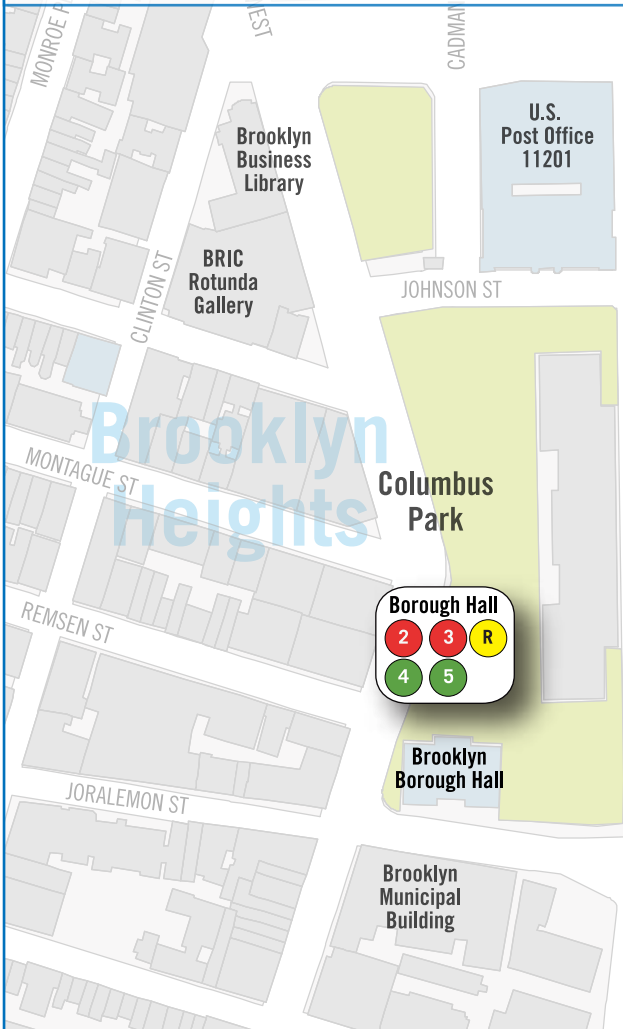 MONROE P
WEST
CADMAN
U.S.
Post Office
11201
Brooklyn
Business
Library
BRIC
Rotunda
Gallery
JOHNSON ST
CLINTON ST
Brooklyn
Heights
MONTAGUE ST
Columbus
Park
REMSEN ST
Borough Hall
2 3 R
4 5
Brooklyn
Borough Hall
JORALEMON ST
Brooklyn
Municipal
Building